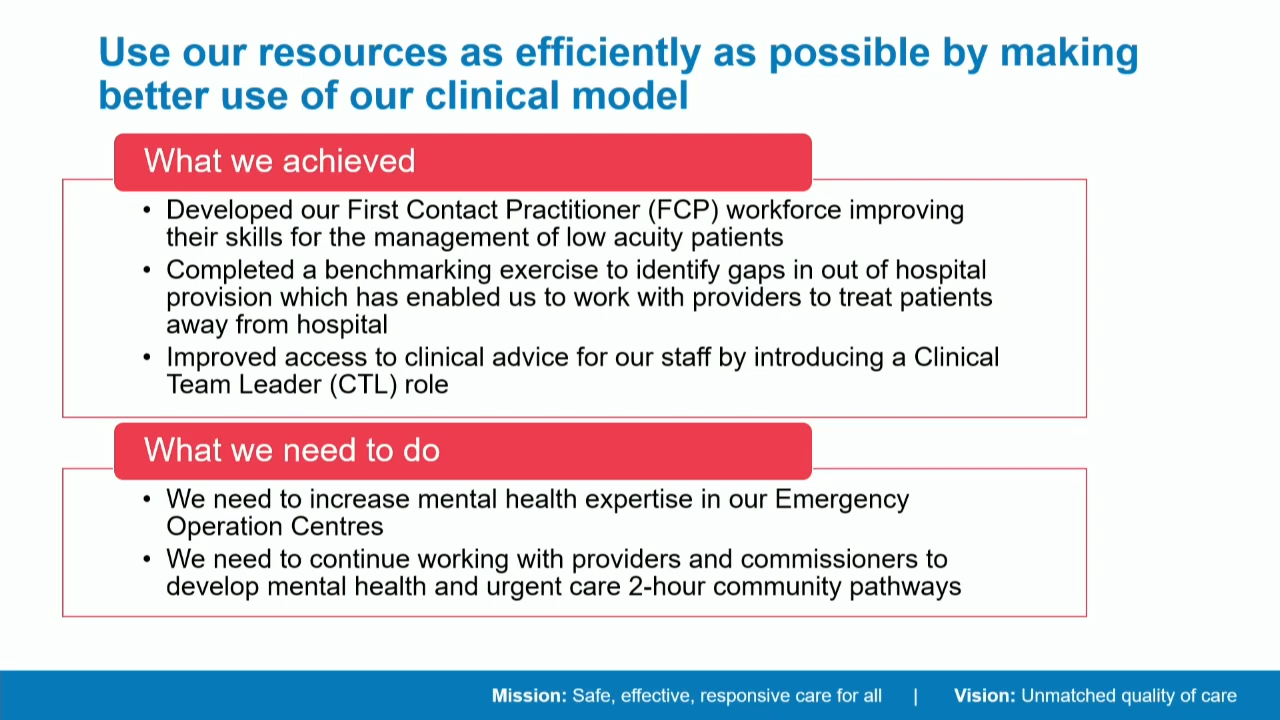 Use our resources as efficiently as possible by making
better use of our clinical model
What we achieved
• Developed our First Contact Practitioner (FCP) workforce improving
their skills for the management of low acuity patients
• Completed a benchmarking exercise to identify gaps in out of hospital
provision which has enabled us to work with providers to treat patients
away from hospital
• Improved access to clinical advice for our staff by introducing a Clinical
Team Leader (CTL) role
What we need to do
• We need to increase mental health expertise in our Emergency
Operation Centres
• We need to continue working with providers and commissioners to
develop mental health and urgent care 2-hour community pathways
Mission: Safe, effective, responsive care for all | Vision: Unmatched quality of care